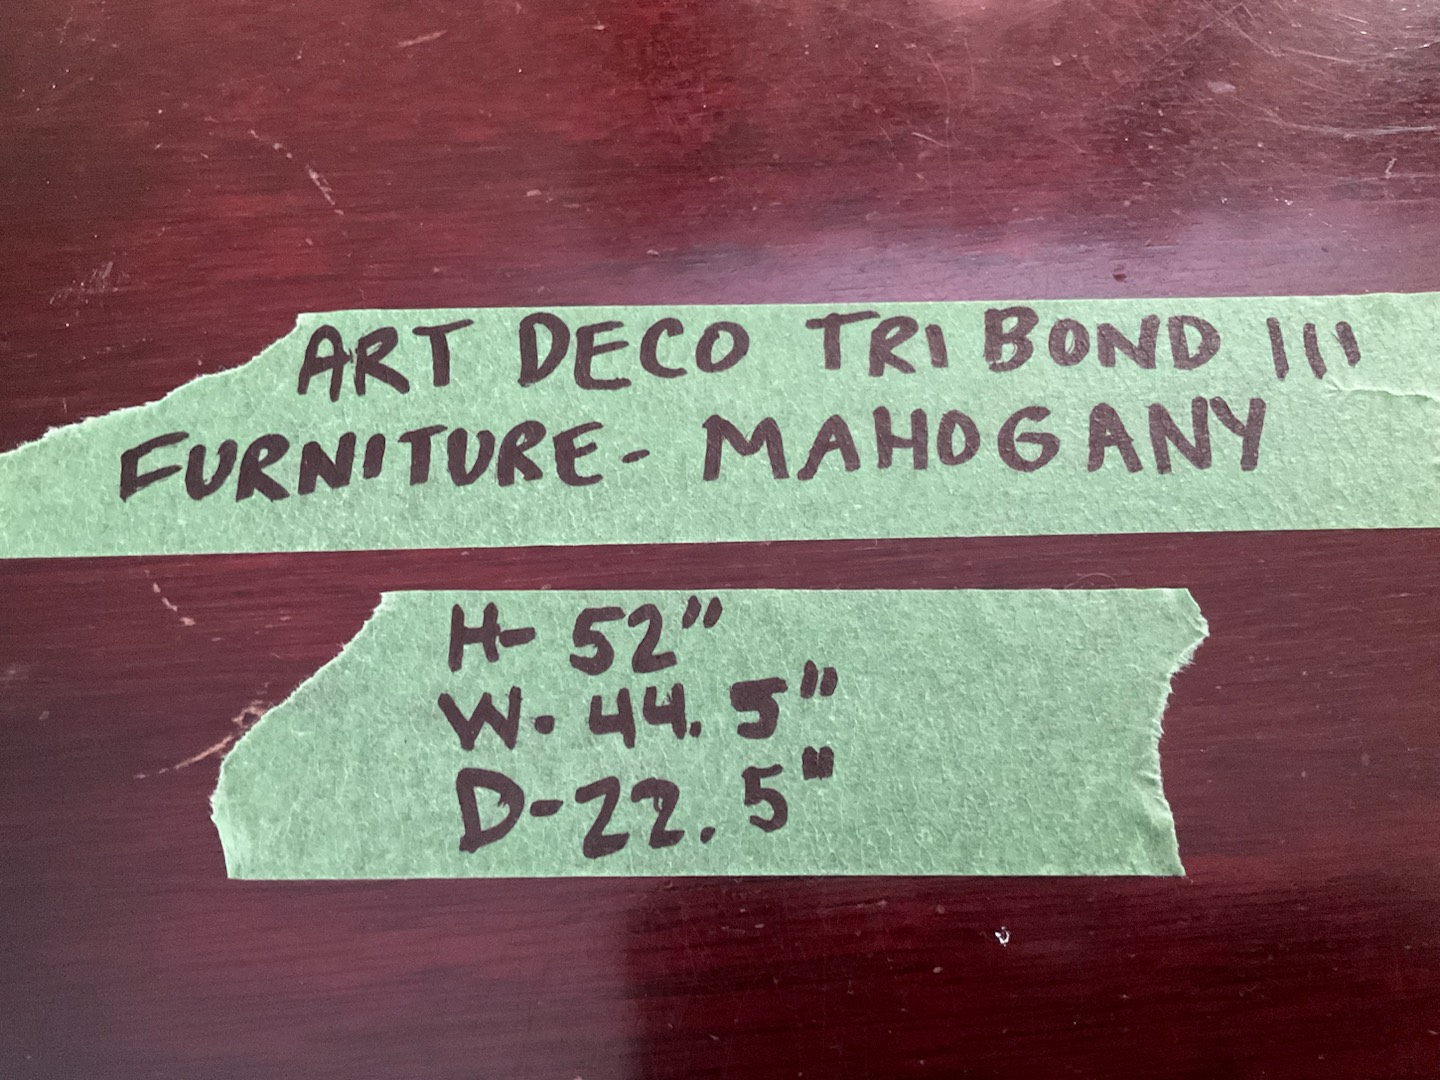 ART DECO TRI BOND III
FURNITURE- MAHOGANY
H- 52"
W- 44.5"
D-22.5"